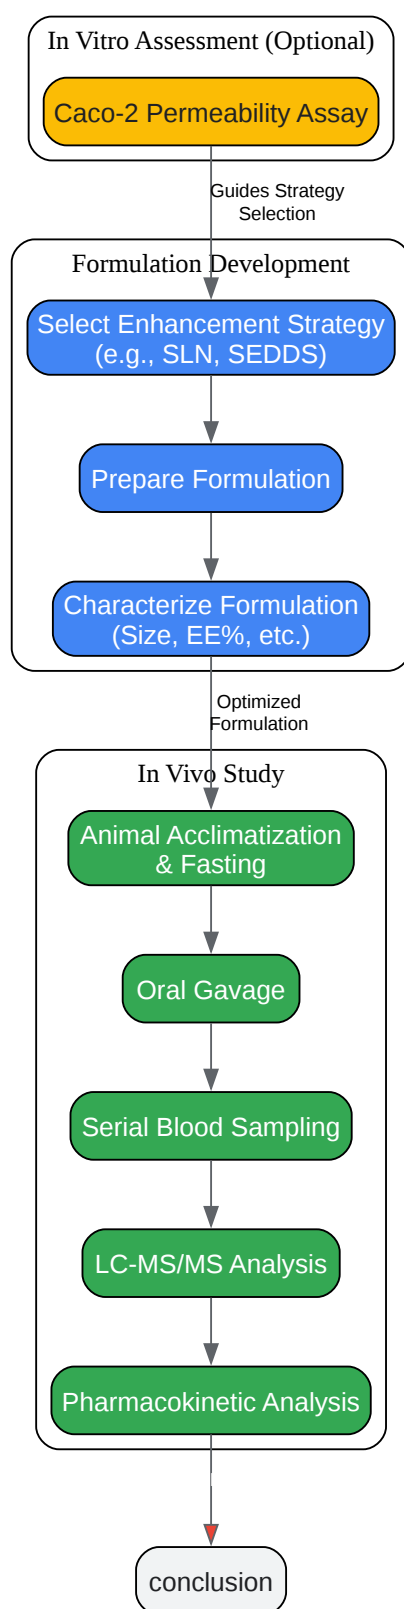 In Vitro Assessment (Optional)
Caco-2 Permeability Assay
Guides Strategy
Selection
Formulation Development
Select Enhancement Strategy
(e.g., SLN, SEDDS)
Prepare Formulation
Characterize Formulation
(Size, EE%, etc.)
Optimized
Formulation
In Vivo Study
Animal Acclimatization
& Fasting
Oral Gavage
Serial Blood Sampling
LC-MS/MS Analysis
Pharmacokinetic Analysis
conclusion